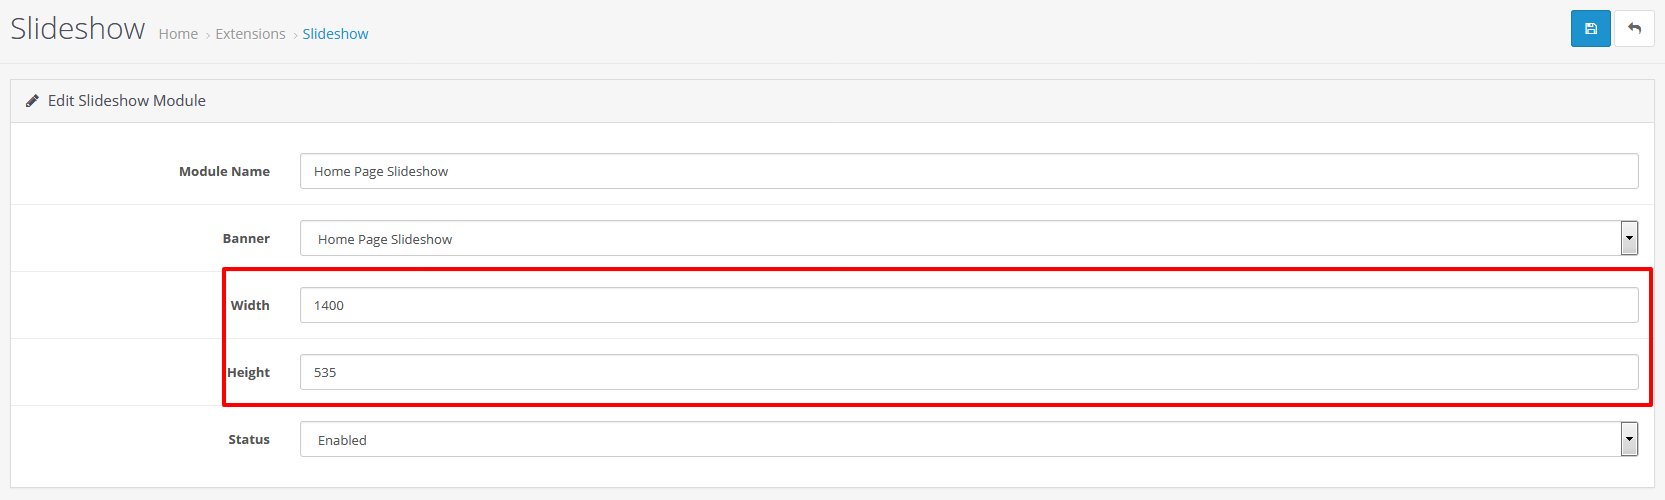 Slideshow Home › Extensions › Slideshow
Edit Slideshow Module
Module Name Home Page Slideshow
Banner Home Page Slideshow
Width 1400
Height 535
Status Enabled